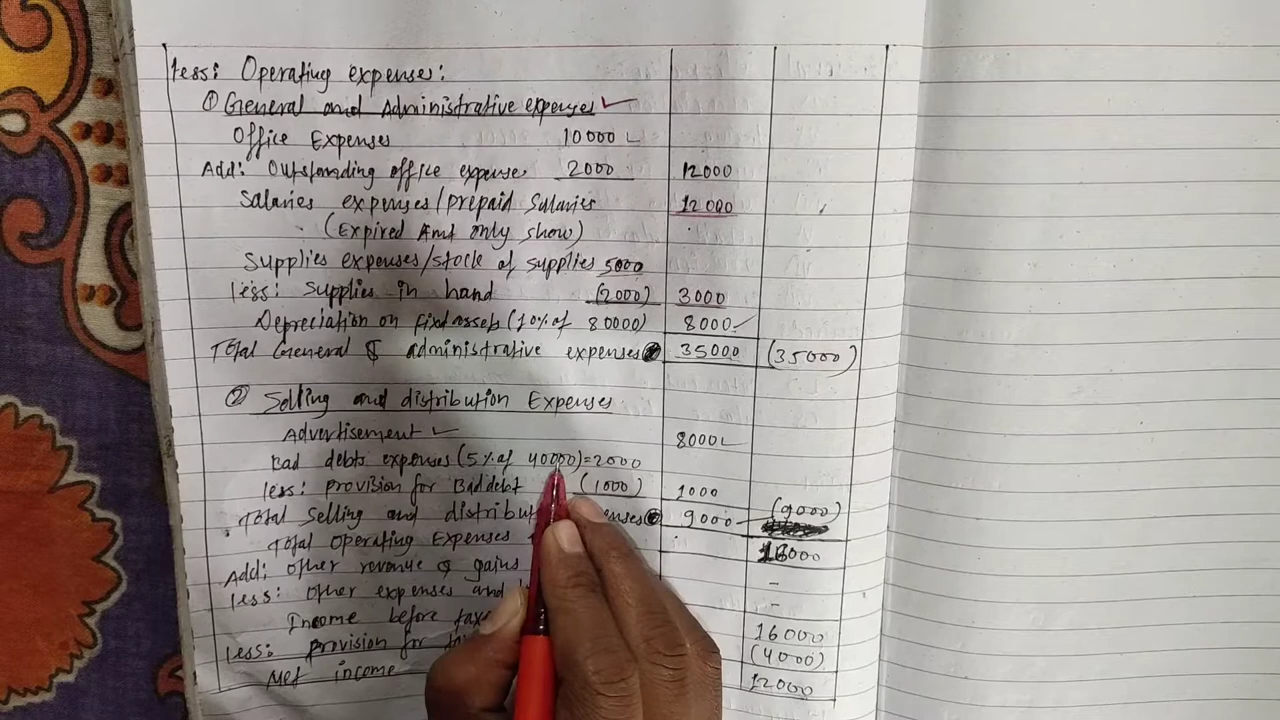 Less: Operating expense:
① General and Administrative expenses ✓
Office Expenses 10000
Add: Outstanding office expense. 2000 12000
Salaries expenses/prepaid Salaries 12000
(Expired Amt only show)
Supplies expenses/stock of supplies 5000
less: Supplies in hand (2000) 3000
Depreciation on fixed assets (10% of 80000) 8000
Total General & administrative expenses 35000 (35000)
② Selling and distribution Expenses
Advertisement 8000
Bad debts expenses (5% of 40000)=2000
less: provision for Bad debt (1000) 1000
Total Selling and distribut enses 9000 (9000)
Total Operating Expenses 16000
Add: Other revenue & gains -
less: Other expenses and -
Income before taxe 16000
less: provision for (4000)
Net income 12000